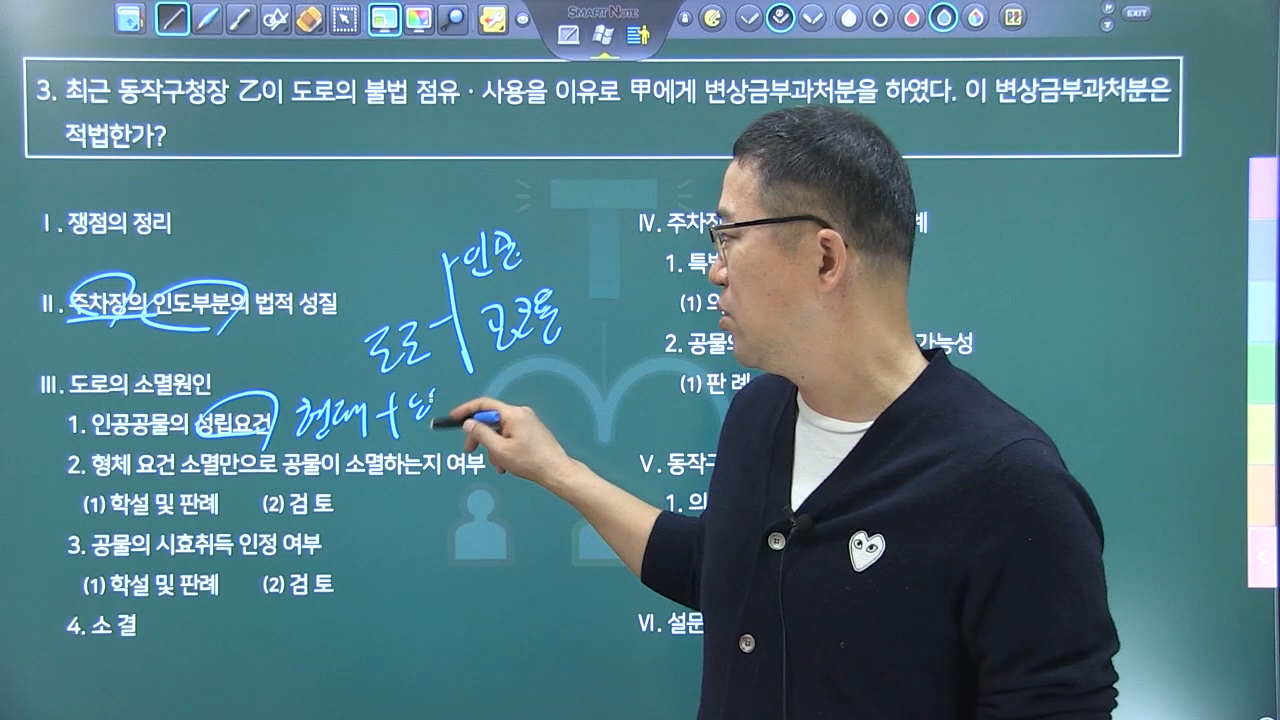 SMART NOTE
EXIT
3. 최근 동작구청장 乙이 도로의 불법 점유·사용을 이유로 甲에게 변상금부과처분을 하였다. 이 변상금부과처분은
적법한가?
Ⅰ. 쟁점의 정리
Ⅱ. 주차장의 인도부분의 법적 성질
Ⅲ. 도로의 소멸원인
1. 인공공물의 성립요건
2. 형체 요건 소멸만으로 공물이 소멸하는지 여부
(1) 학설 및 판례 (2) 검 토
3. 공물의 시효취득 인정 여부
(1) 학설 및 판례 (2) 검 토
4. 소 결
인공
도로
공공용
형태 +
Ⅳ. 주차
1. 특
(1) 으
2. 공물 가능성
(1) 판 례
Ⅴ. 동작구
1. 의
Ⅵ. 설문